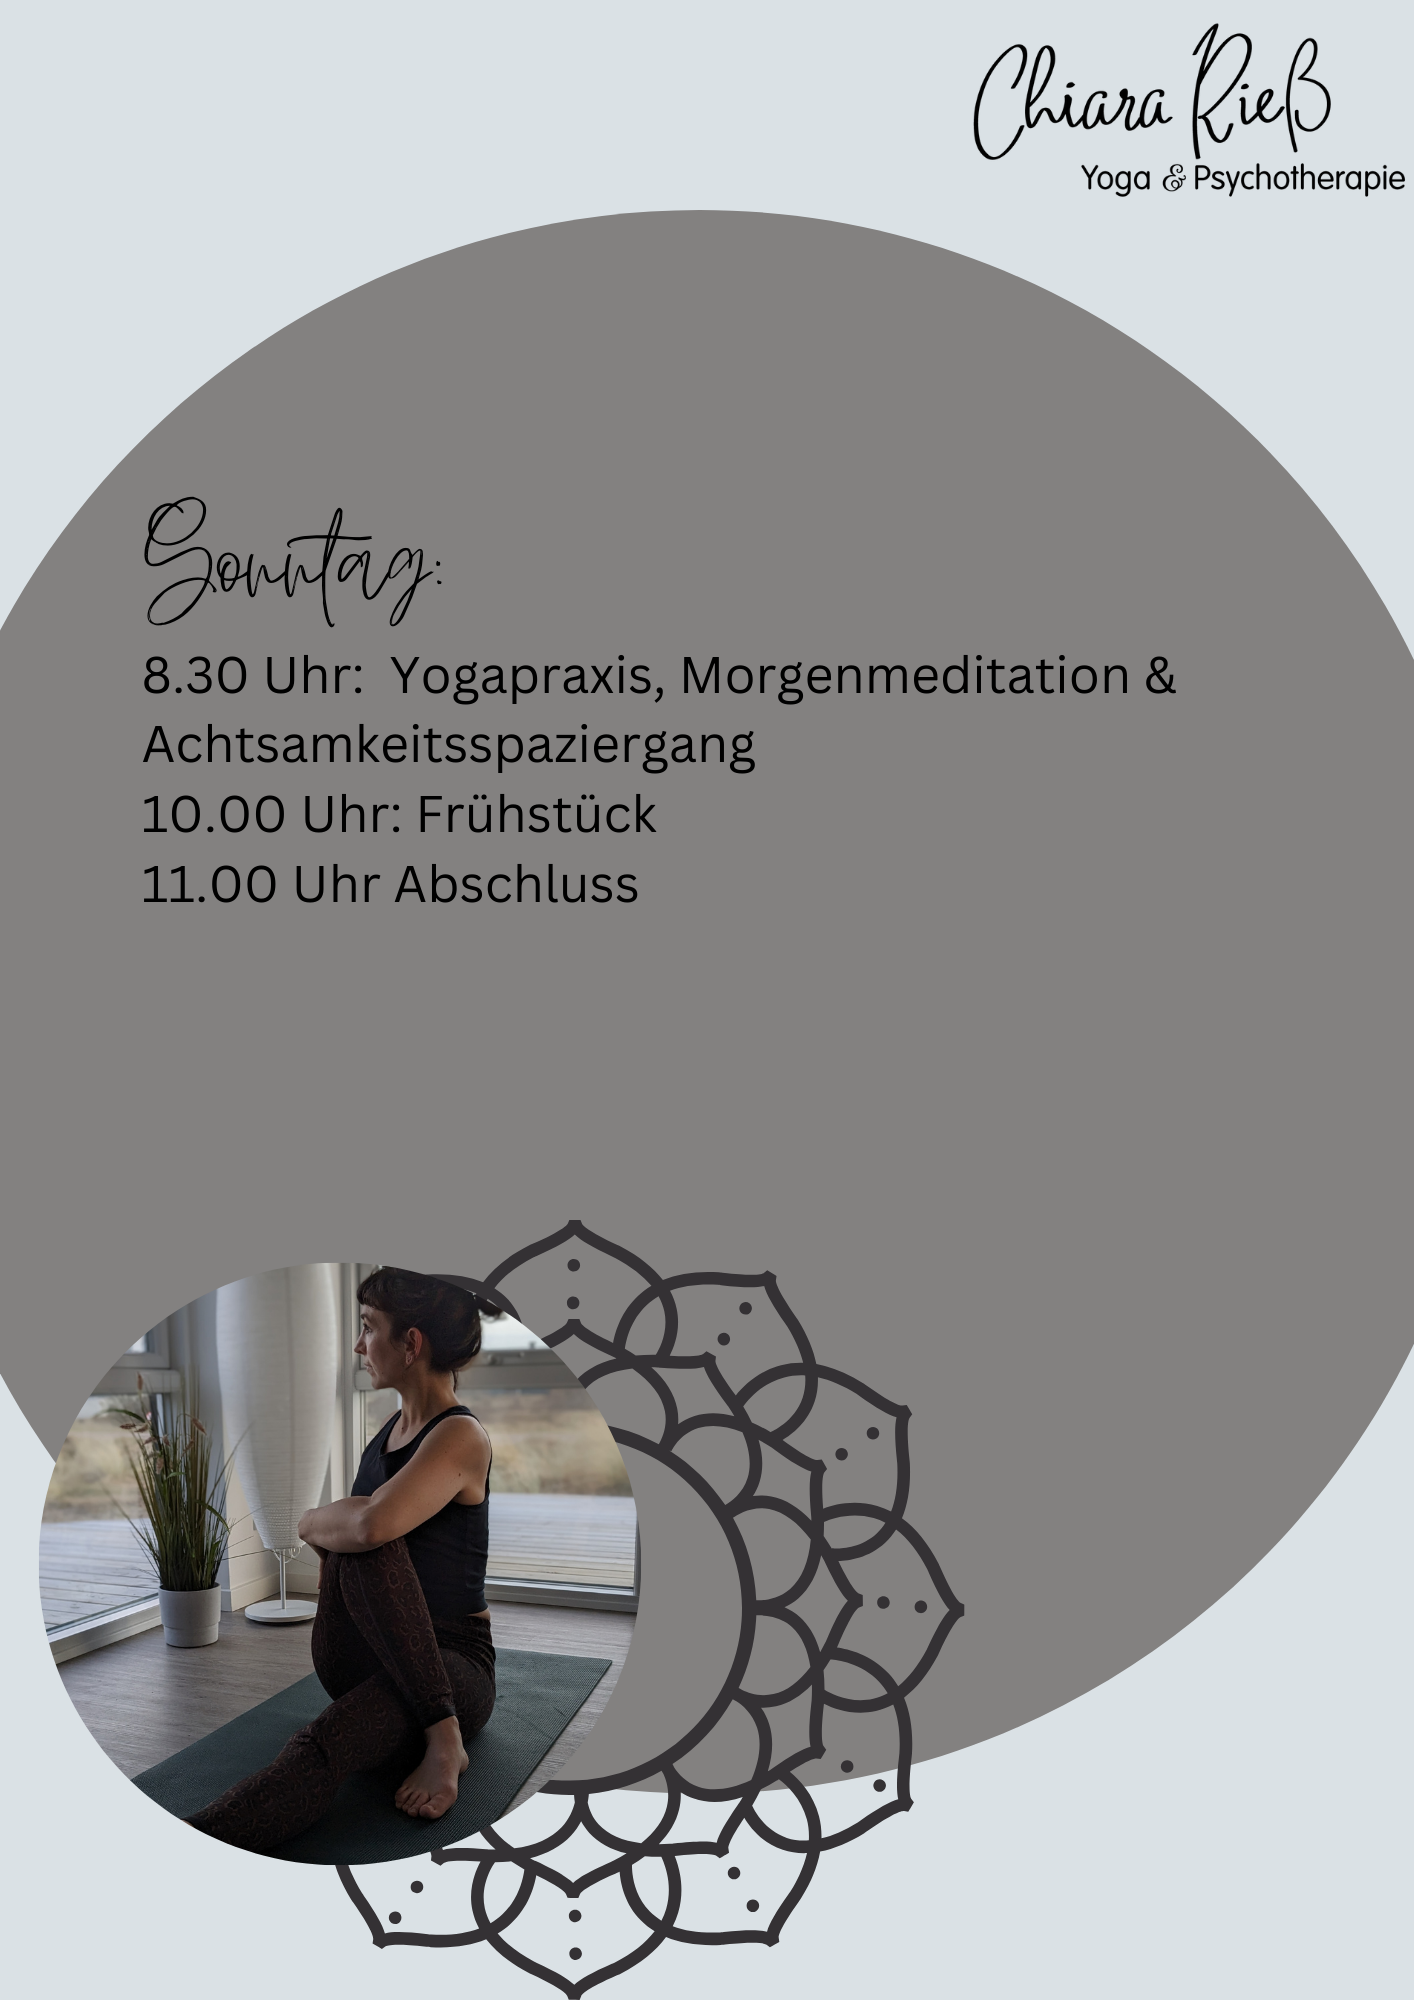 Chiara Rieß
Yoga & Psychotherapie
Sonntag:
8.30 Uhr:  Yogapraxis, Morgenmeditation &
Achtsamkeitsspaziergang
10.00 Uhr: Frühstück
11.00 Uhr Abschluss